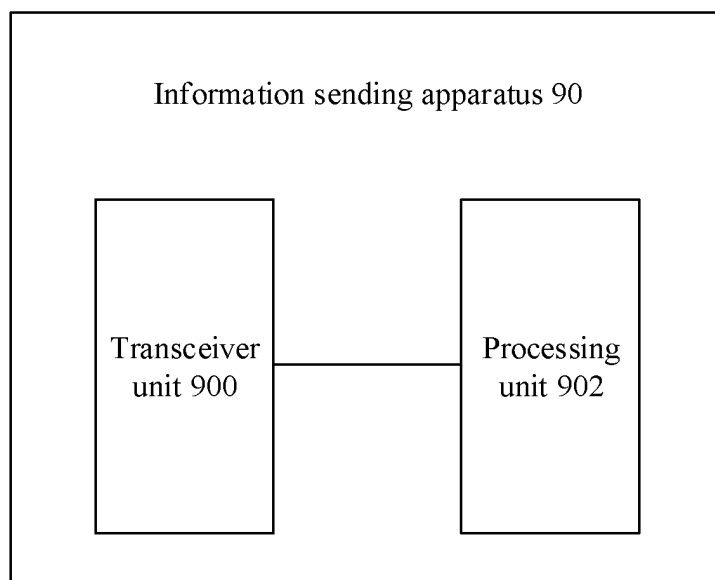 Information sending apparatus 90
Transceiver
unit 900
Processing
unit 902